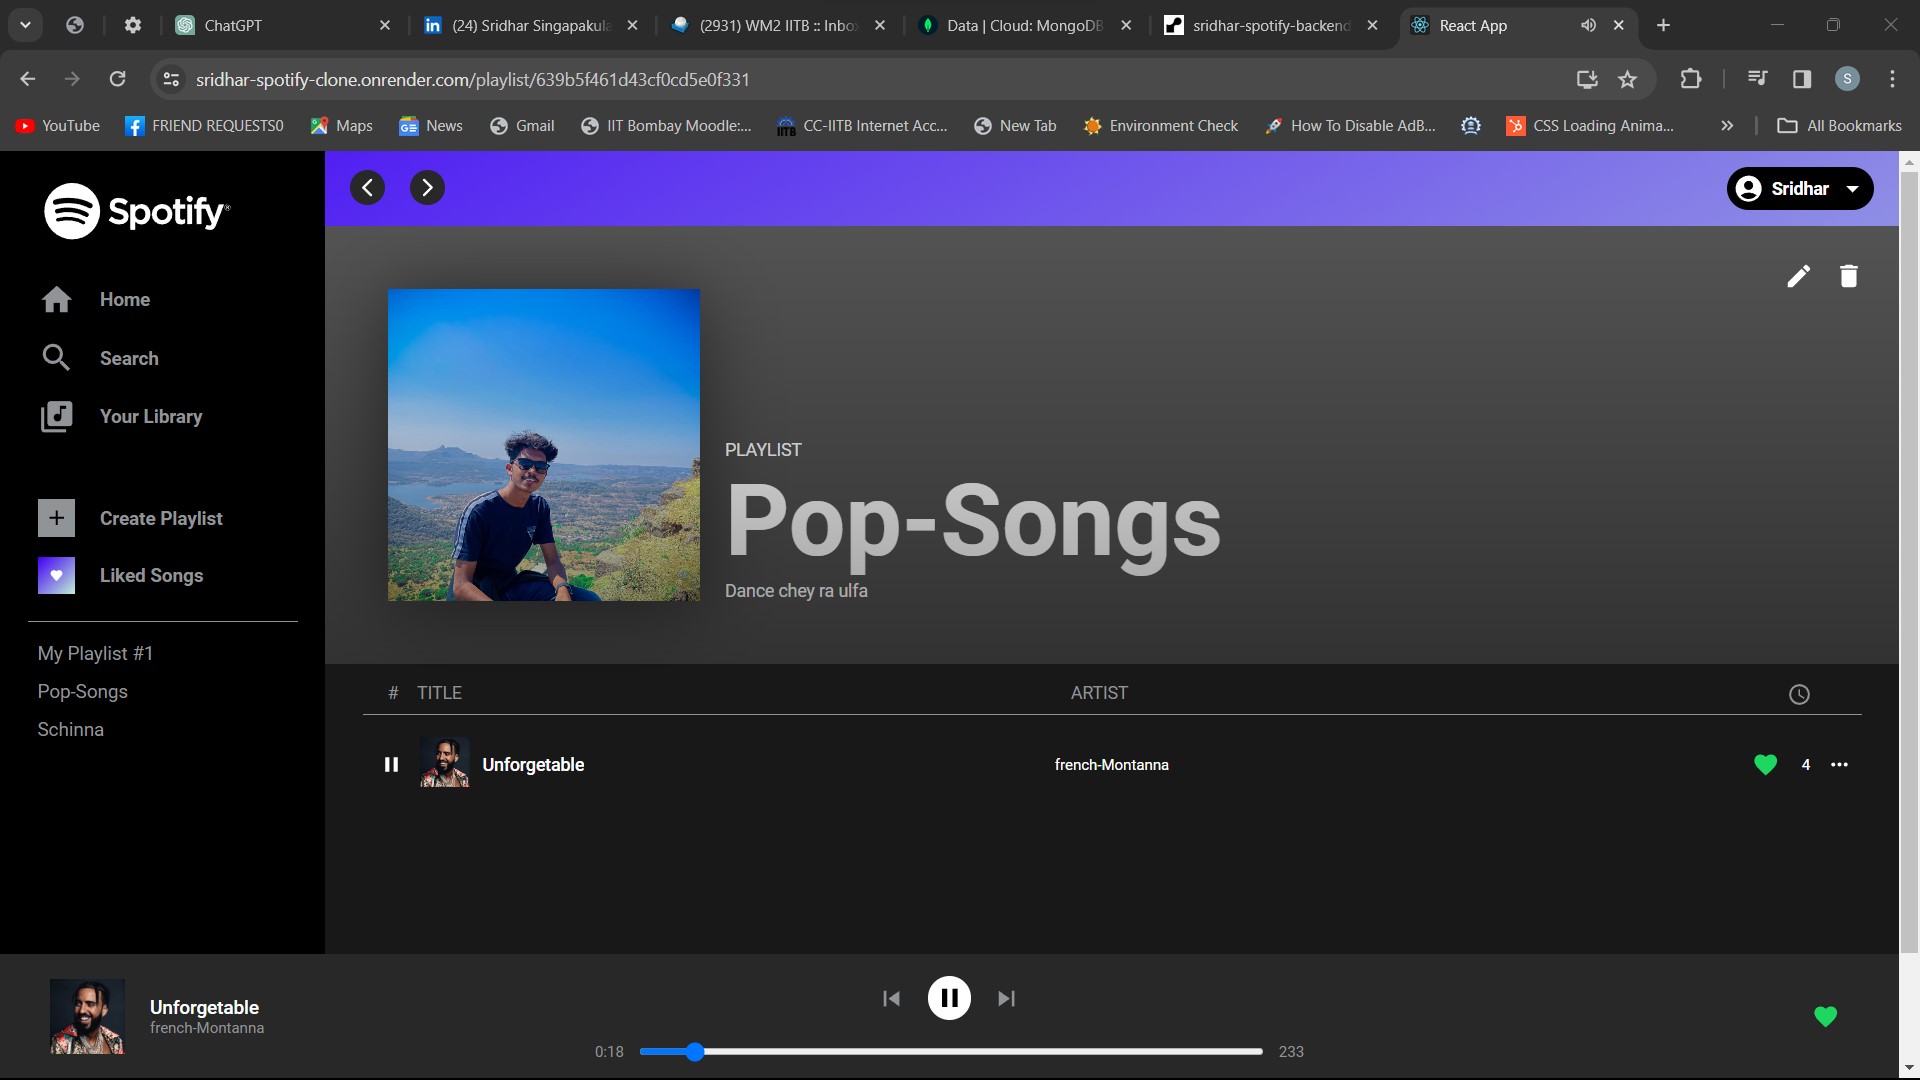 ChatGPT
(24) Sridhar Singapakula
(2931) WM2 IITB :: Inbo
Data | Cloud: MongoDB
sridhar-spotify-backend
React App
sridhar-spotify-clone.onrender.com/playlist/639b5f461d43cf0cd5e0f331
S
YouTube
FRIEND REQUESTS0
Maps
News
Gmail
IIT Bombay Moodle:...
CC-IITB Internet Acc...
New Tab
Environment Check
How To Disable AdB...
CSS Loading Anima...
All Bookmarks
Spotify®
Sridhar
Home
Search
Your Library
Create Playlist
Liked Songs
My Playlist #1
Pop-Songs
Schinna
PLAYLIST
Pop-Songs
Dance chey ra ulfa
# TITLE ARTIST
Unforgetable french-Montanna 4
Unforgetable
french-Montanna
0:18 233